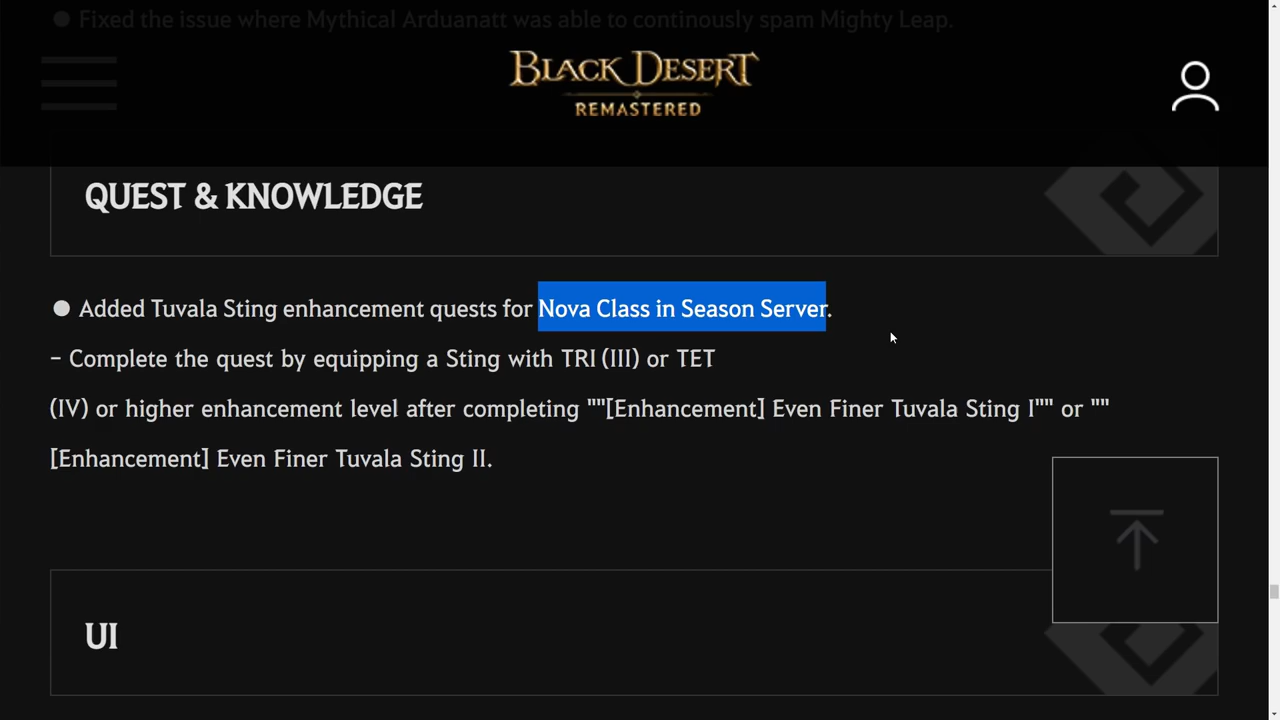 ● Fixed the issue where Mythical Arduanatt was able to continously spam Mighty Leap.
BLACK DESERT
REMASTERED
QUEST & KNOWLEDGE
● Added Tuvala Sting enhancement quests for Nova Class in Season Server.
– Complete the quest by equipping a Sting with TRI (III) or TET
(IV) or higher enhancement level after completing ""[Enhancement] Even Finer Tuvala Sting I"" or ""
[Enhancement] Even Finer Tuvala Sting II.
UI